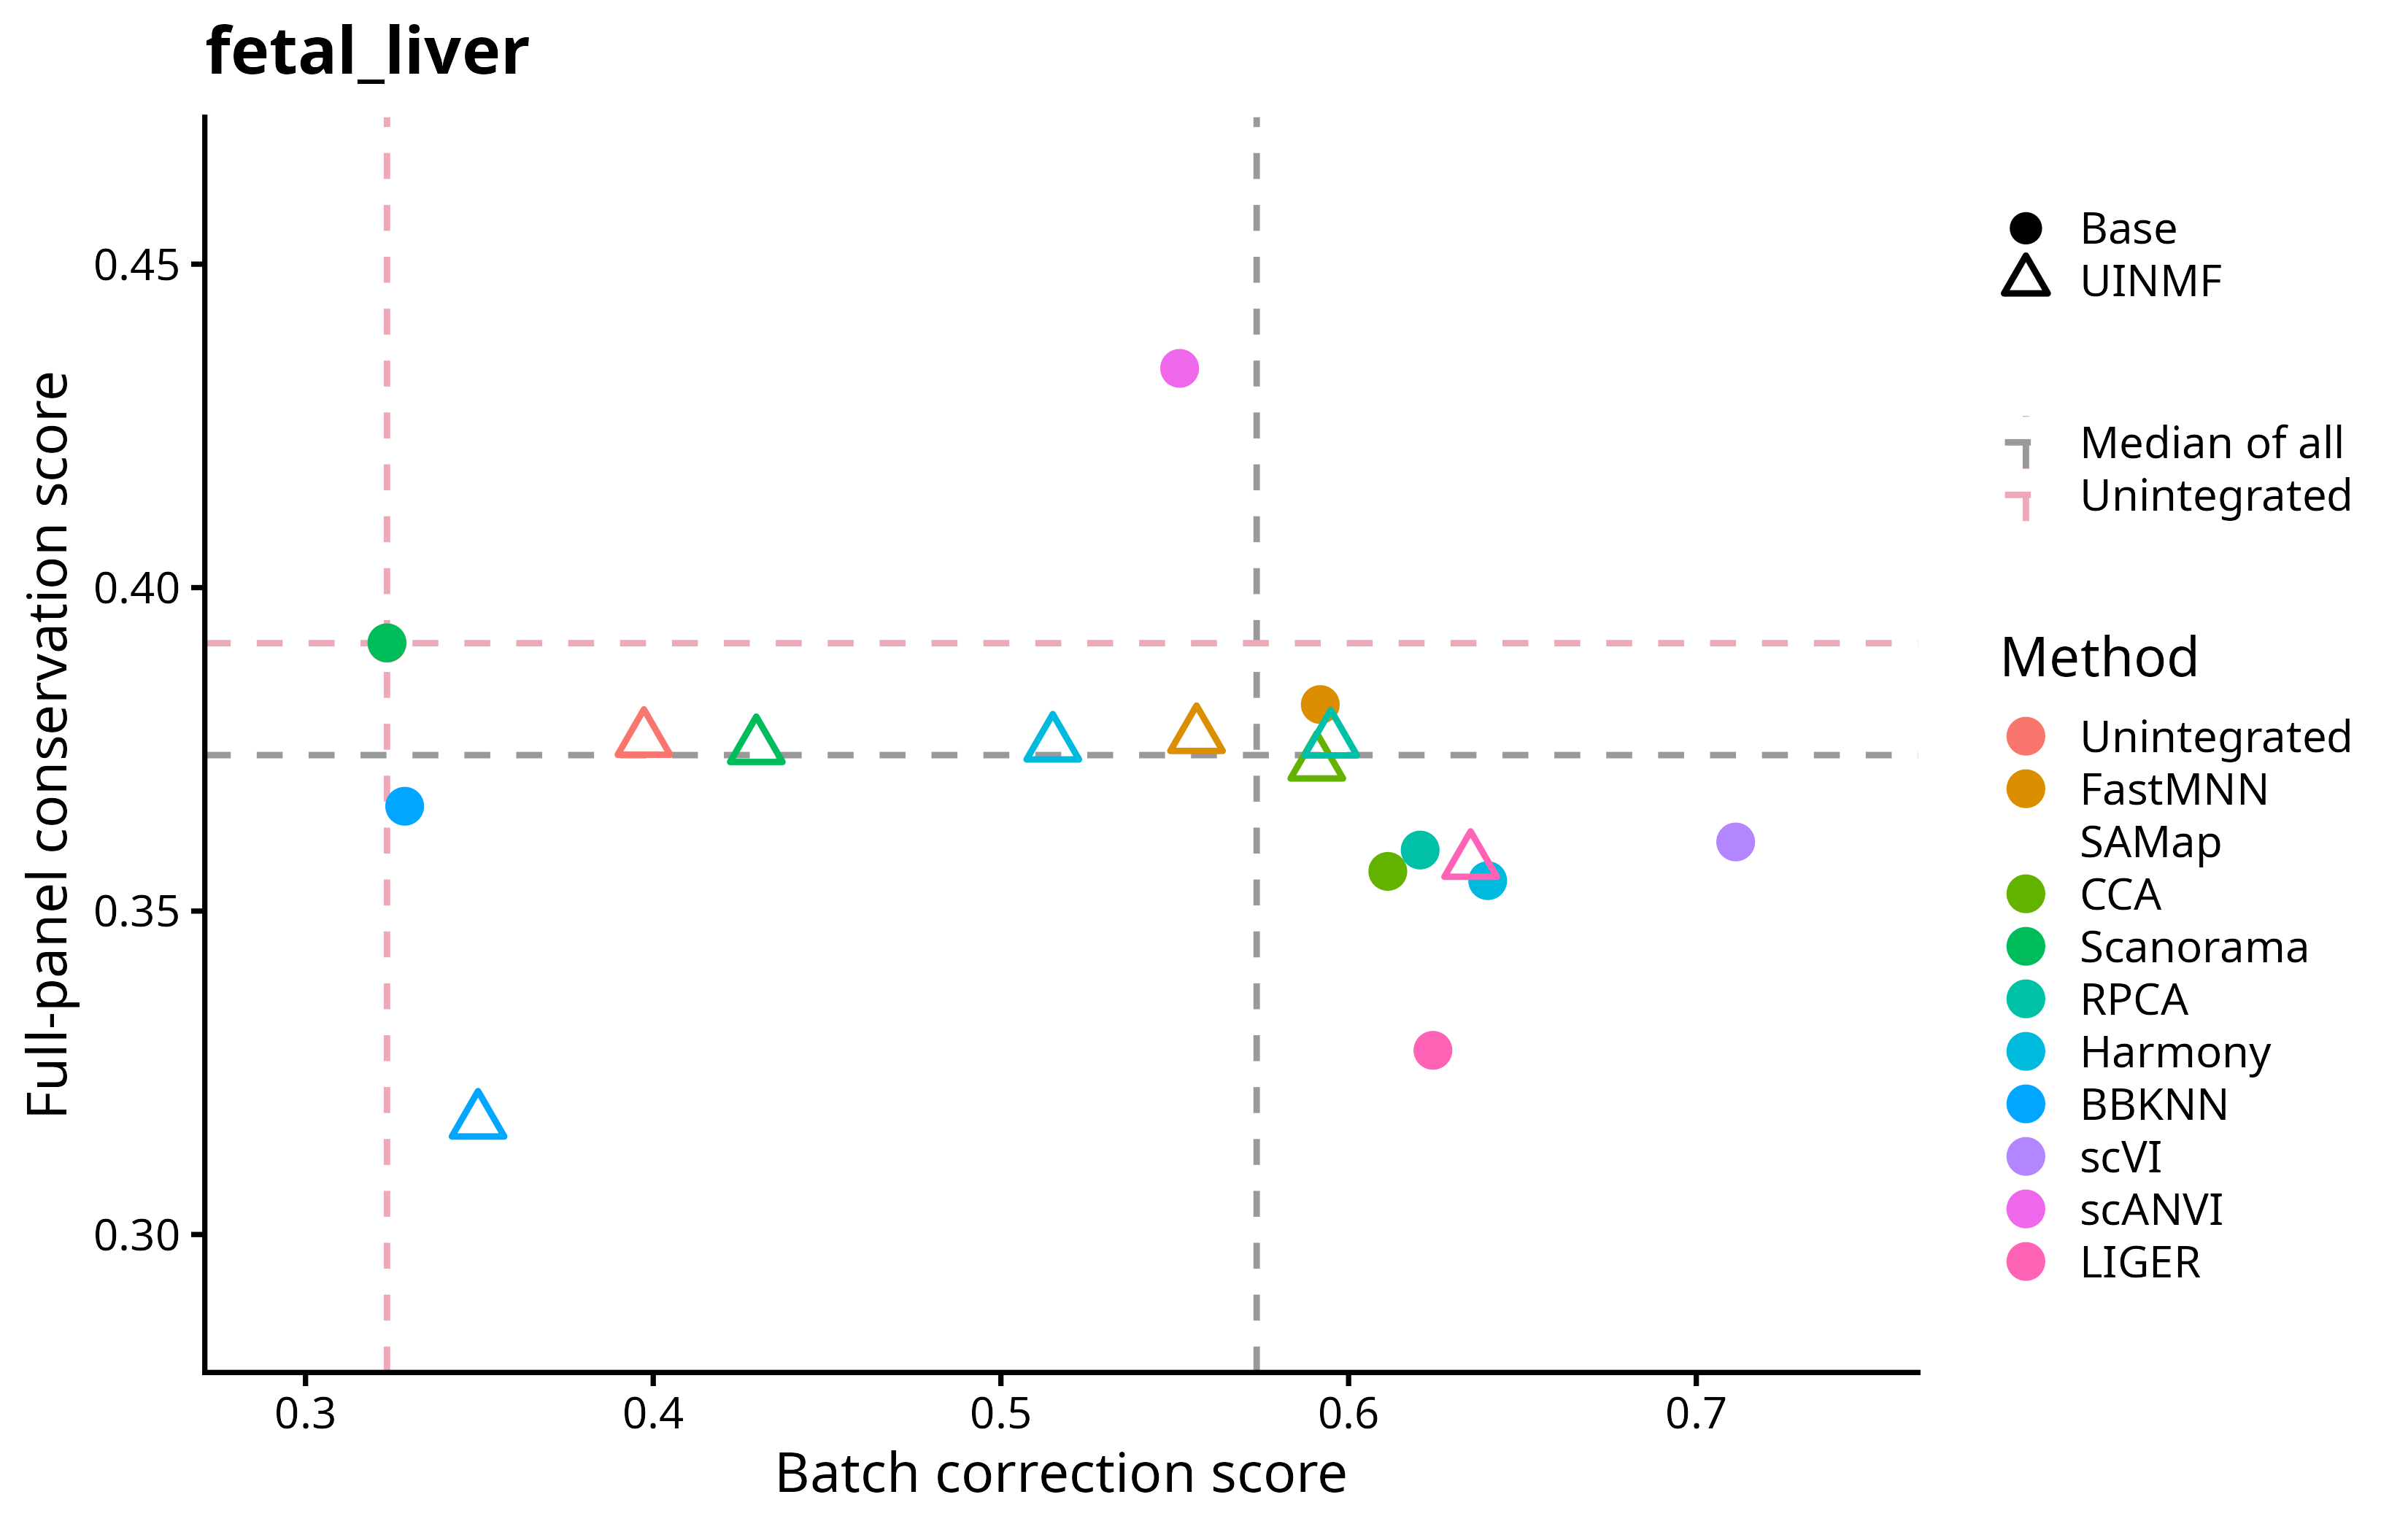 fetal_liver
Full-panel conservation score
0.45
0.40
0.35
0.30
0.3
0.4
0.5
0.6
0.7
Batch correction score
Base
UINMF
Median of all
Unintegrated
Method
Unintegrated
FastMNN
SAMap
CCA
Scanorama
RPCA
Harmony
BBKNN
scVI
scANVI
LIGER